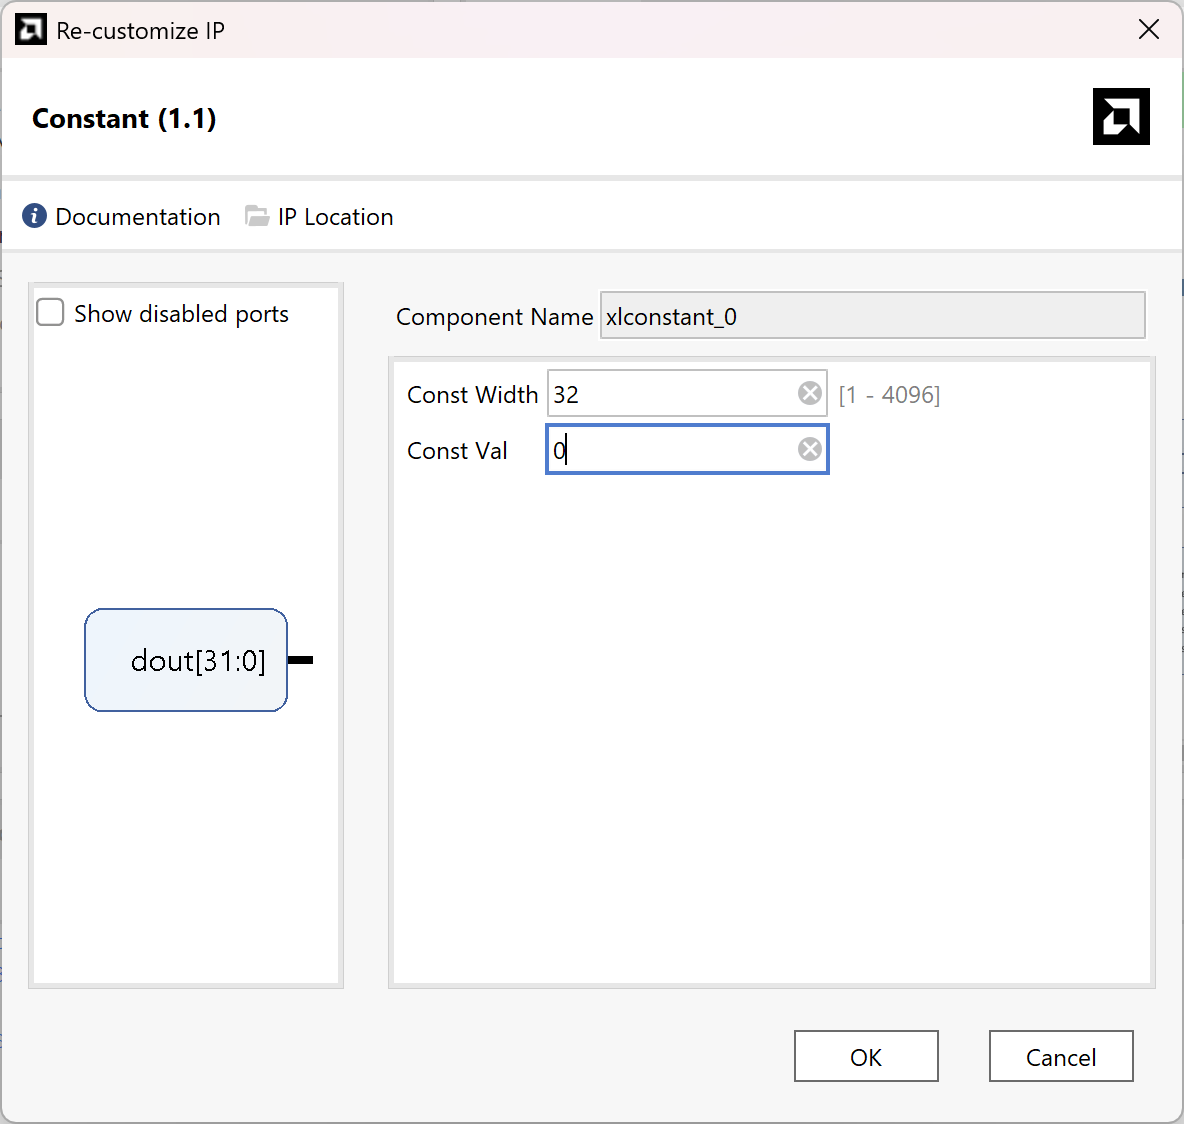 Re-customize IP
Constant (1.1)
Documentation IP Location
Show disabled ports
Component Name xlconstant_0
Const Width 32 [1 - 4096]
Const Val 0
dout[31:0]
OK Cancel